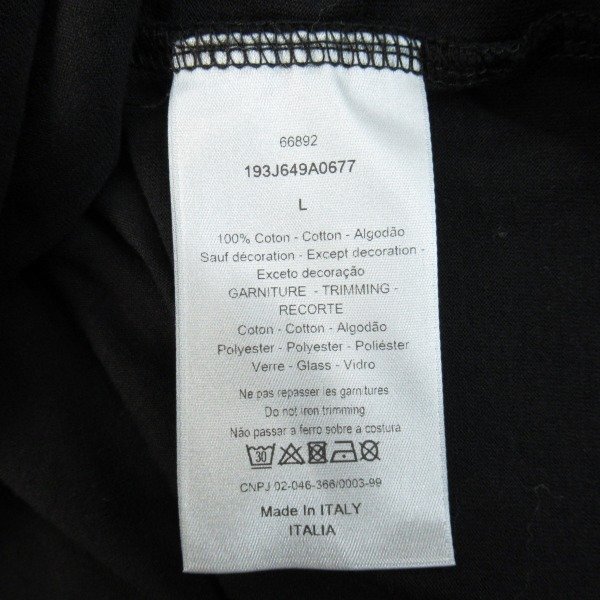 66892
193J649A0677
L
100% Coton - Cotton - Algodão
Sauf décoration - Except decoration -
Exceto decoração
GARNITURE - TRIMMING -
RECORTE
Coton - Cotton - Algodão
Polyester - Polyester - Poliéster
Verre - Glass - Vidro
Ne pas repasser les garnitures
Do not iron trimming
Não passar a ferro sobre a costura
30
CNPJ 02-046-366/0003-99
Made In ITALY
ITALIA